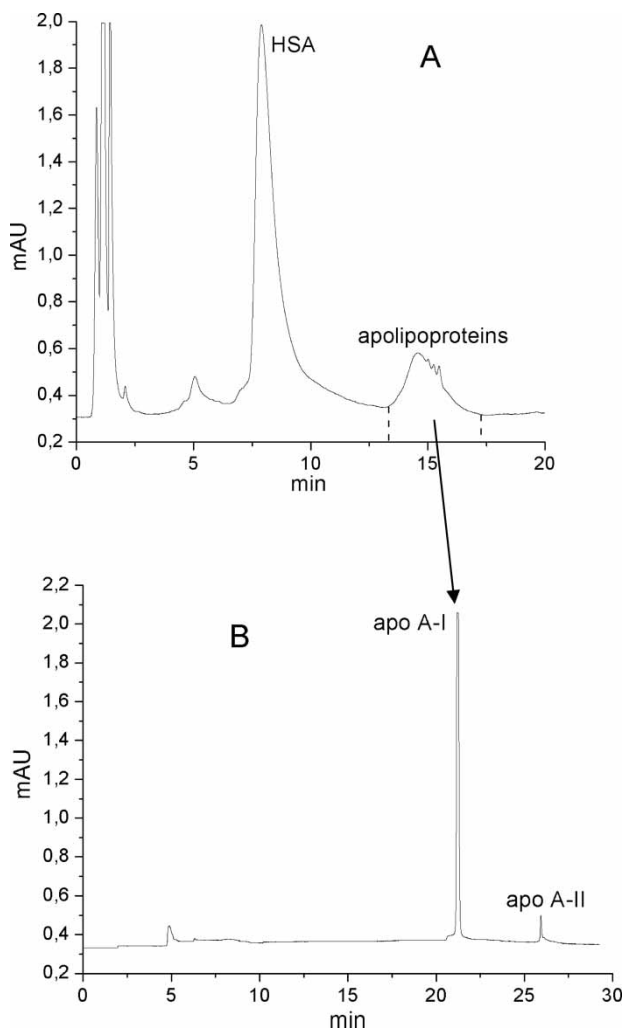 2,0
1,8
1,6
1,4
1,2
1,0
0,8
0,6
0,4
0,2
mAU
HSA
A
apolipoproteins
0 5 10 15 20
min
2,2
2,0
1,8
1,6
1,4
1,2
1,0
0,8
0,6
0,4
0,2
mAU
B
apo A-I
apo A-II
0 5 10 15 20 25 30
min